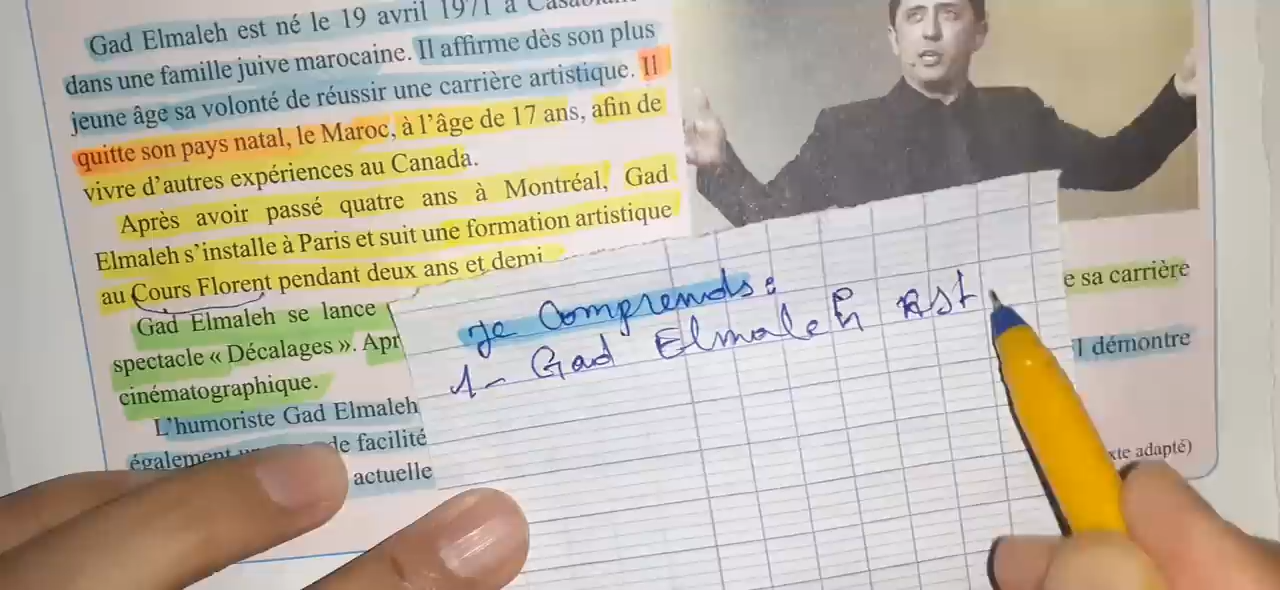 Gad Elmaleh est né le 19 avril 1971 à
dans une famille juive marocaine. Il affirme dès son plus
jeune âge sa volonté de réussir une carrière artistique. Il
quitte son pays natal, le Maroc, à l'âge de 17 ans, afin de
vivre d'autres expériences au Canada.
Après avoir passé quatre ans à Montréal, Gad
Elmaleh s'installe à Paris et suit une formation artistique
au Cours Florent pendant deux ans et demi
Gad Elmaleh se lance
e sa carrière
spectacle « Décalages ». Apr
cinématographique.
L'humoriste Gad Elmaleh
l démontre
également de facilité
actuelle
xte adapté)
Je Comprends:
1- Gad Elmaleh est